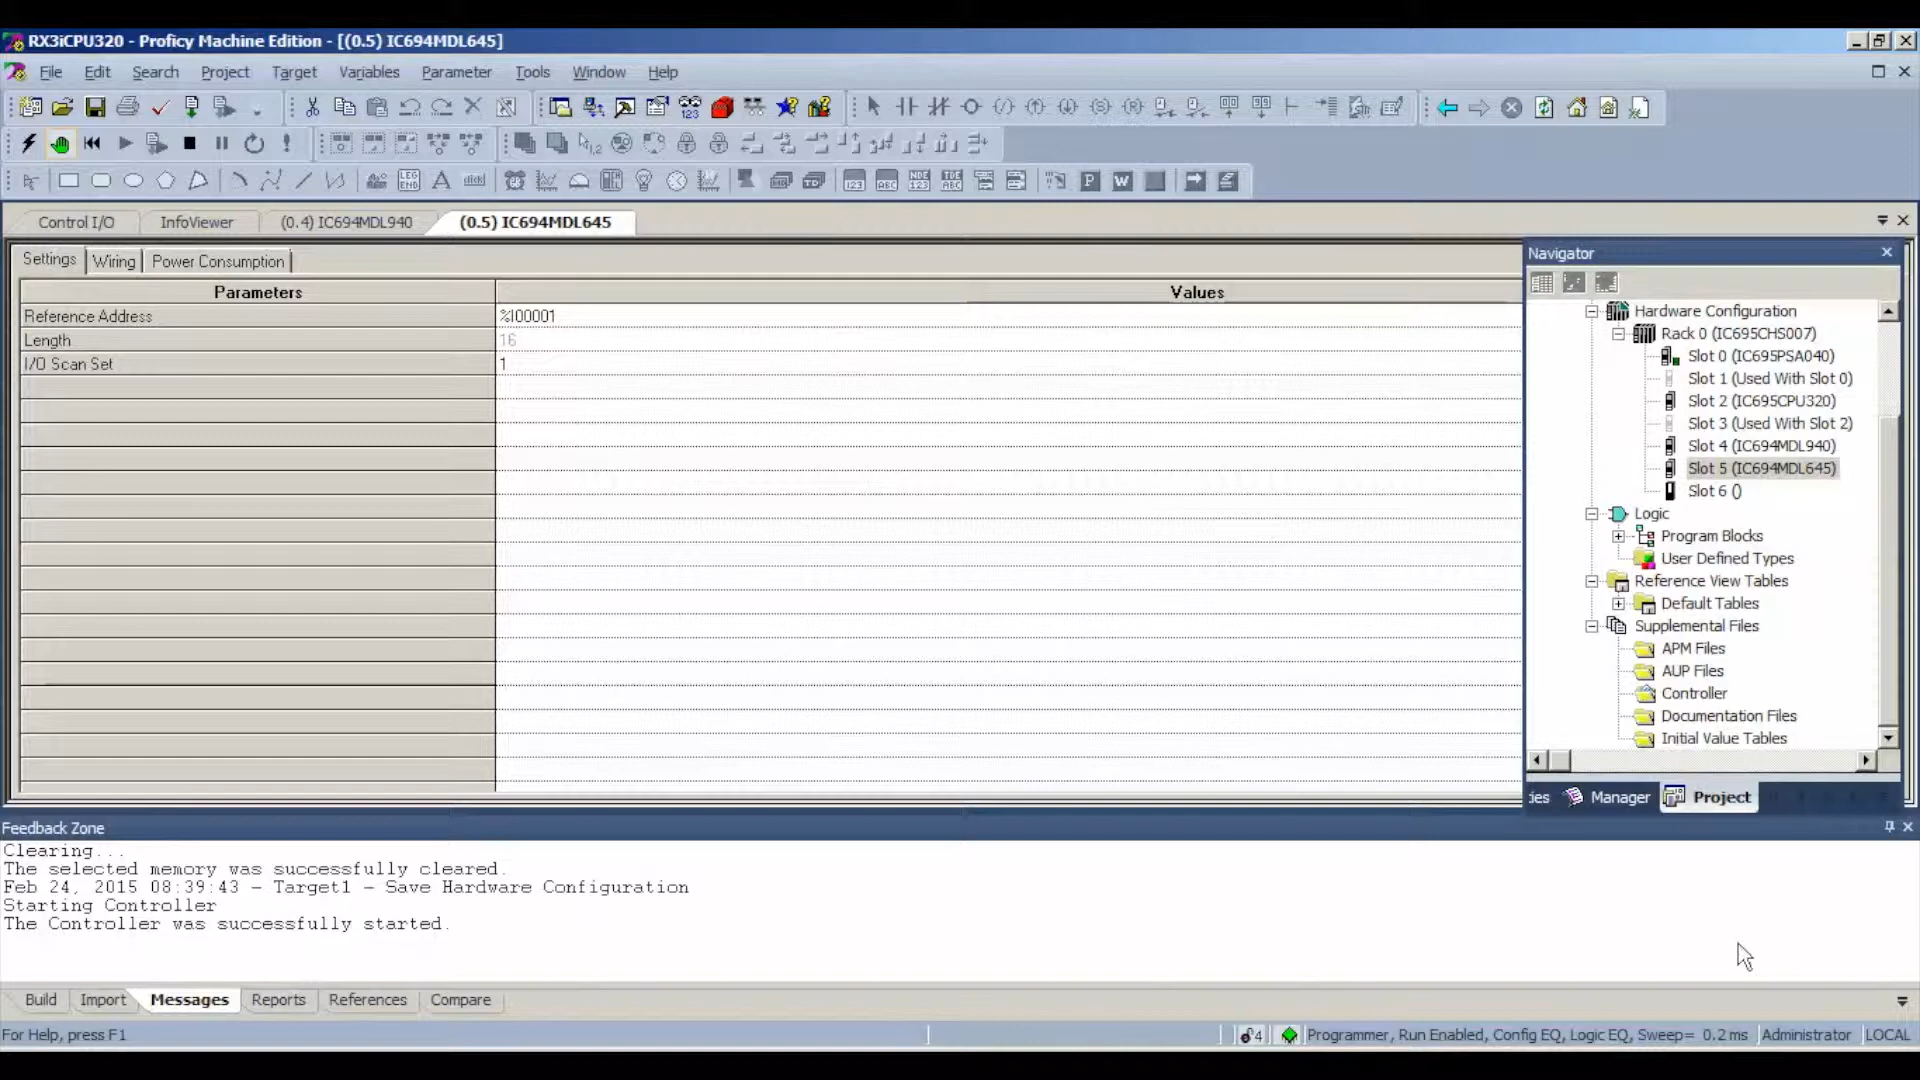 RX3iCPU320 - Proficy Machine Edition - [(0.5) IC694MDL645]
File Edit Search Project Target Variables Parameter Tools Window Help
Control I/O InfoViewer (0.4) IC694MDL940 (0.5) IC694MDL645
Settings Wiring Power Consumption
Parameters Values
Reference Address %I00001
Length 16
I/O Scan Set 1
Navigator
Hardware Configuration
Rack 0 (IC695CHS007)
Slot 0 (IC695PSA040)
Slot 1 (Used With Slot 0)
Slot 2 (IC695CPU320)
Slot 3 (Used With Slot 2)
Slot 4 (IC694MDL940)
Slot 5 (IC694MDL645)
Slot 6 ()
Logic
Program Blocks
User Defined Types
Reference View Tables
Default Tables
Supplemental Files
APM Files
AUP Files
Controller
Documentation Files
Initial Value Tables
ies Manager Project
Feedback Zone
Clearing...
The selected memory was successfully cleared.
Feb 24, 2015 08:39:43 - Target1 - Save Hardware Configuration
Starting Controller
The Controller was successfully started.
Build Import Messages Reports References Compare
For Help, press F1 4 Programmer, Run Enabled, Config EQ, Logic EQ, Sweep= 0.2 ms Administrator LOCAL